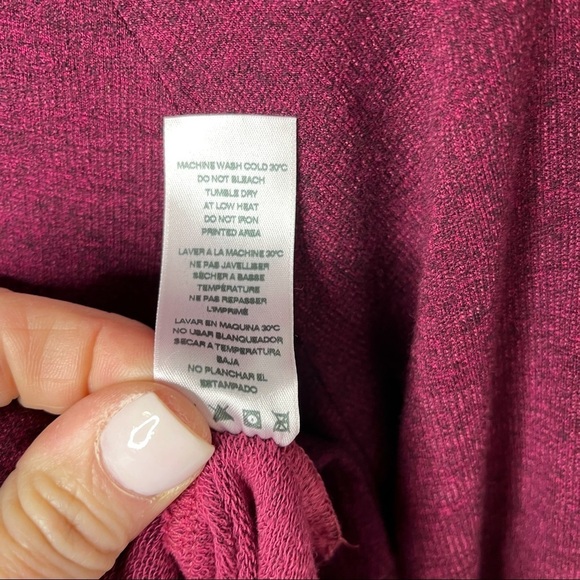 MACHINE WASH COLD 30°C
DO NOT BLEACH
TUMBLE DRY
AT LOW HEAT
DO NOT IRON
PRINTED AREA
LAVER A LA MACHINE 30°C
NE PAS JAVELLISER
SÉCHER A BASSE
TEMPÉRATURE
NE PAS REPASSER
L'IMPRIMÉ
LAVAR EN MAQUINA 30°C
NO USAR BLANQUEADOR
SECAR A TEMPERATURA
BAJA
NO PLANCHAR EL
ESTAMPADO